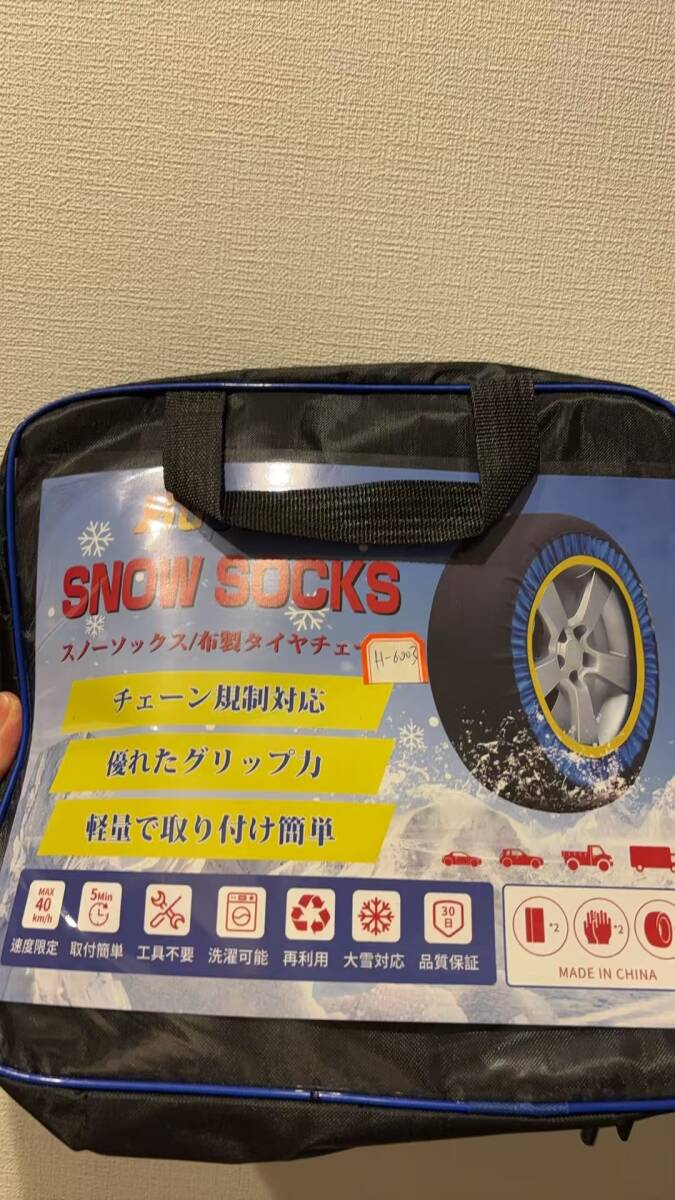 SNOW SOCKS
スノーソックス/布製タイヤチェー
H-6003
チェーン規制対応
優れたグリップ力
軽量で取り付け簡単
MAX
40
km/h
速度限定
5Min
取付簡単
工具不要
洗濯可能
再利用
大雪対応
30
日
品質保証
*2
*2
MADE IN CHINA